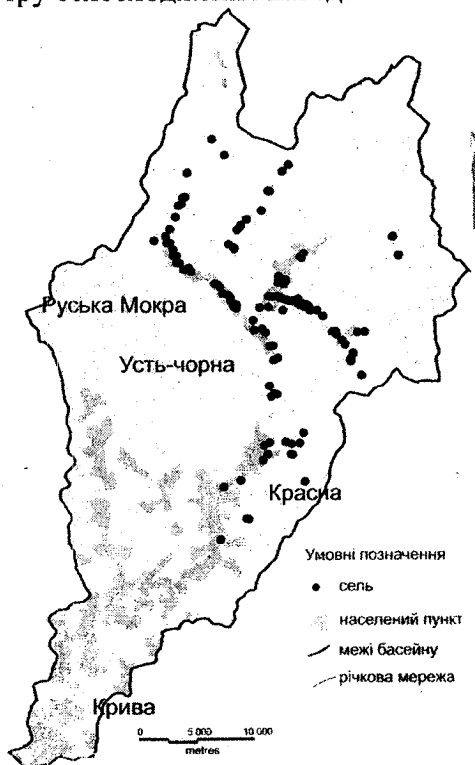 Руська Мокра
Усть-чорна
Красна
Умовні позначення
сель
населений пункт
межі басейну
річкова мережа
Крива
0 5 000 10 000
metres